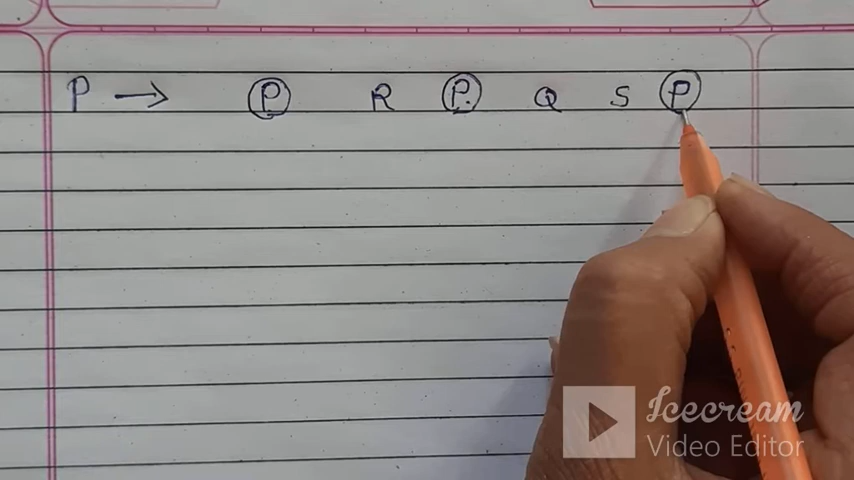 P → P R P. Q S P
Icecream
Video Editor